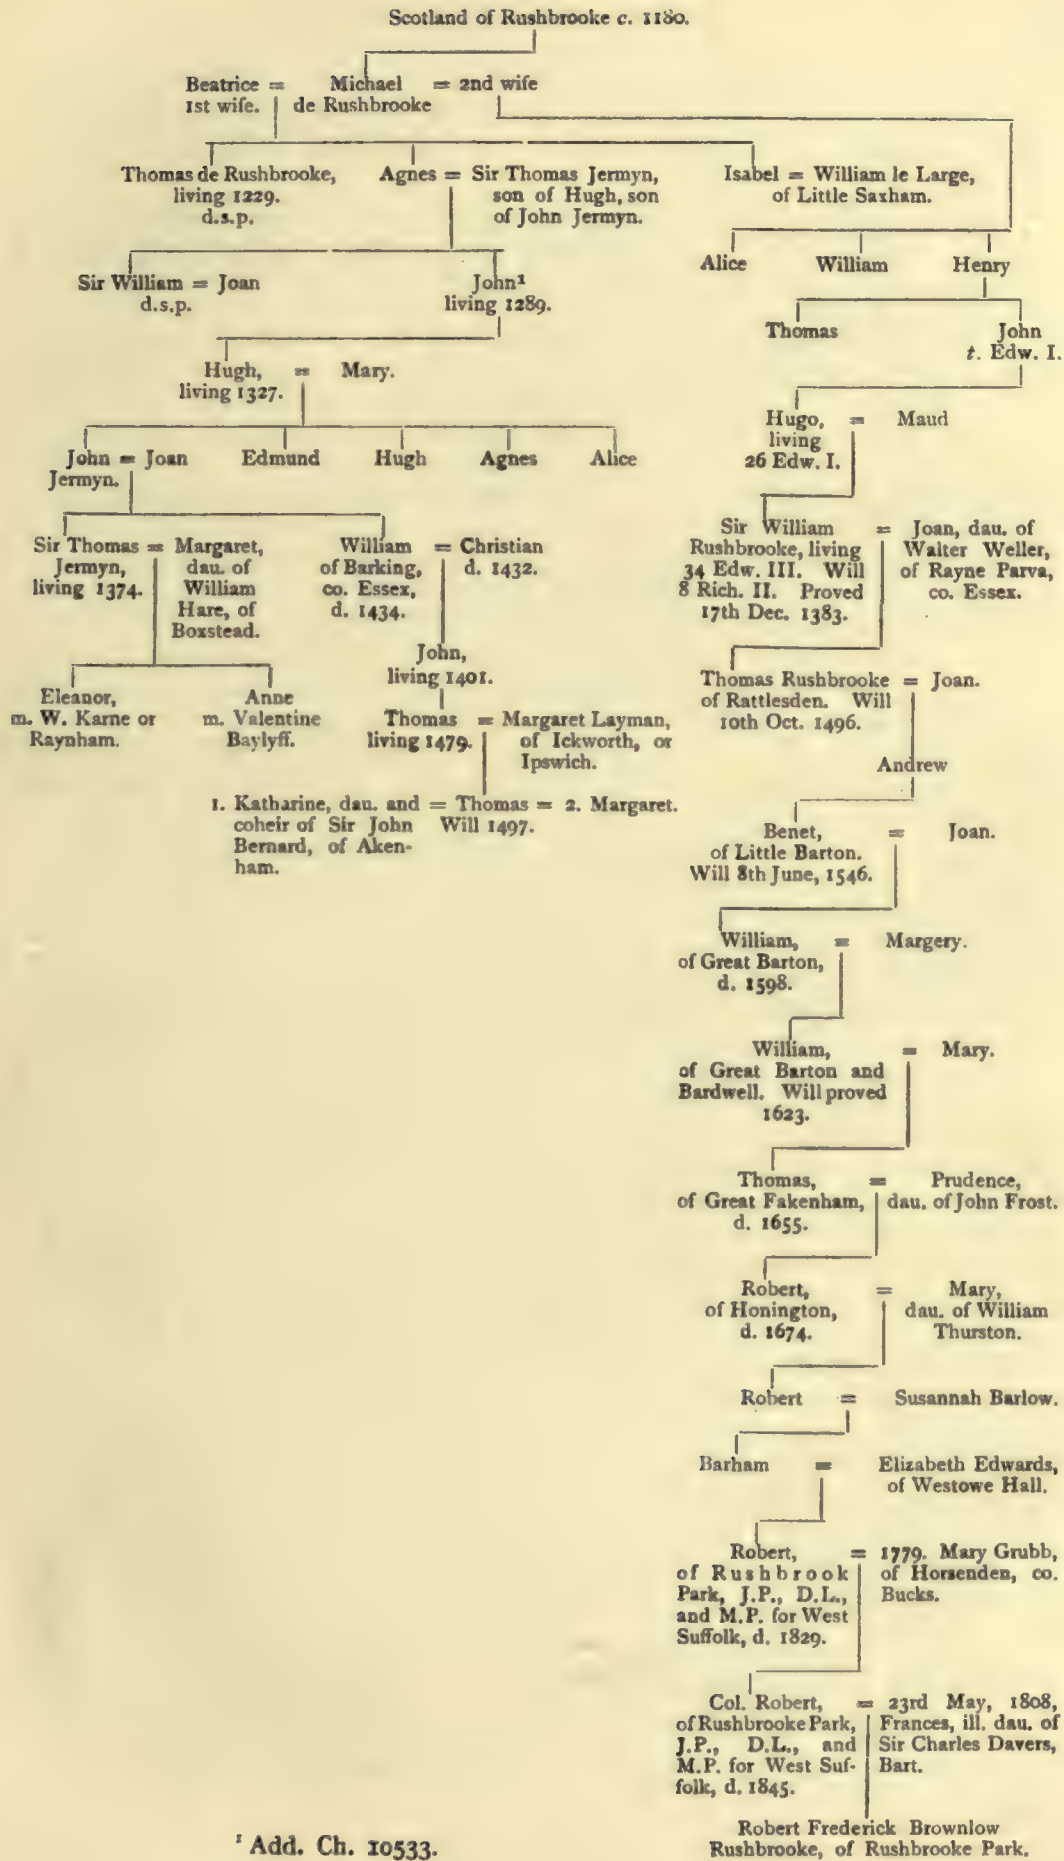 Scotland of Rushbrooke c. 1180.
Beatrice = Michael = 2nd wife
1st wife. de Rushbrooke
Thomas de Rushbrooke,
living 1229.
d.s.p.
Agnes = Sir Thomas Jermyn,
son of Hugh, son
of John Jermyn.
Isabel = William le Large,
of Little Saxham.
Alice William Henry
Sir William = Joan
d.s.p.
John¹
living 1289.
Thomas
John
t. Edw. I.
Hugh, = Mary.
living 1327.
Hugo, = Maud
living
26 Edw. I.
John = Joan Edmund Hugh Agnes Alice
Jermyn.
Sir Thomas = Margaret,
Jermyn, dau. of
living 1374. William
Hare, of
Boxstead.
William = Christian
of Barking, d. 1432.
co. Essex,
d. 1434.
Sir William = Joan, dau. of
Rushbrooke, living Walter Weller,
34 Edw. III. Will of Rayne Parva,
8 Rich. II. Proved co. Essex.
17th Dec. 1383.
John,
living 1401.
Eleanor,
m. W. Karne or
Raynham.
Anne
m. Valentine
Baylyff.
Thomas = Margaret Layman,
living 1479. of Ickworth, or
Ipswich.
Thomas Rushbrooke = Joan.
of Rattlesden. Will
10th Oct. 1496.
Andrew
1. Katharine, dau. and = Thomas = 2. Margaret.
coheir of Sir John Will 1497.
Bernard, of Aken-
ham.
Benet, = Joan.
of Little Barton.
Will 8th June, 1546.
William, = Margery.
of Great Barton,
d. 1598.
William, = Mary.
of Great Barton and
Bardwell. Will proved
1623.
Thomas, = Prudence,
of Great Fakenham, dau. of John Frost.
d. 1655.
Robert, = Mary,
of Honington, dau. of William
d. 1674. Thurston.
Robert = Susannah Barlow.
Barham = Elizabeth Edwards,
of Westowe Hall.
Robert, = 1779. Mary Grubb,
of Rushbrook of Horsenden, co.
Park, J.P., D.L., Bucks.
and M.P. for West
Suffolk, d. 1829.
Col. Robert, = 23rd May, 1808,
of Rushbrooke Park, Frances, ill. dau. of
J.P., D.L., and Sir Charles Davers,
M.P. for West Suf- Bart.
folk, d. 1845.
Robert Frederick Brownlow
Rushbrooke, of Rushbrooke Park.
¹ Add. Ch. 10533.